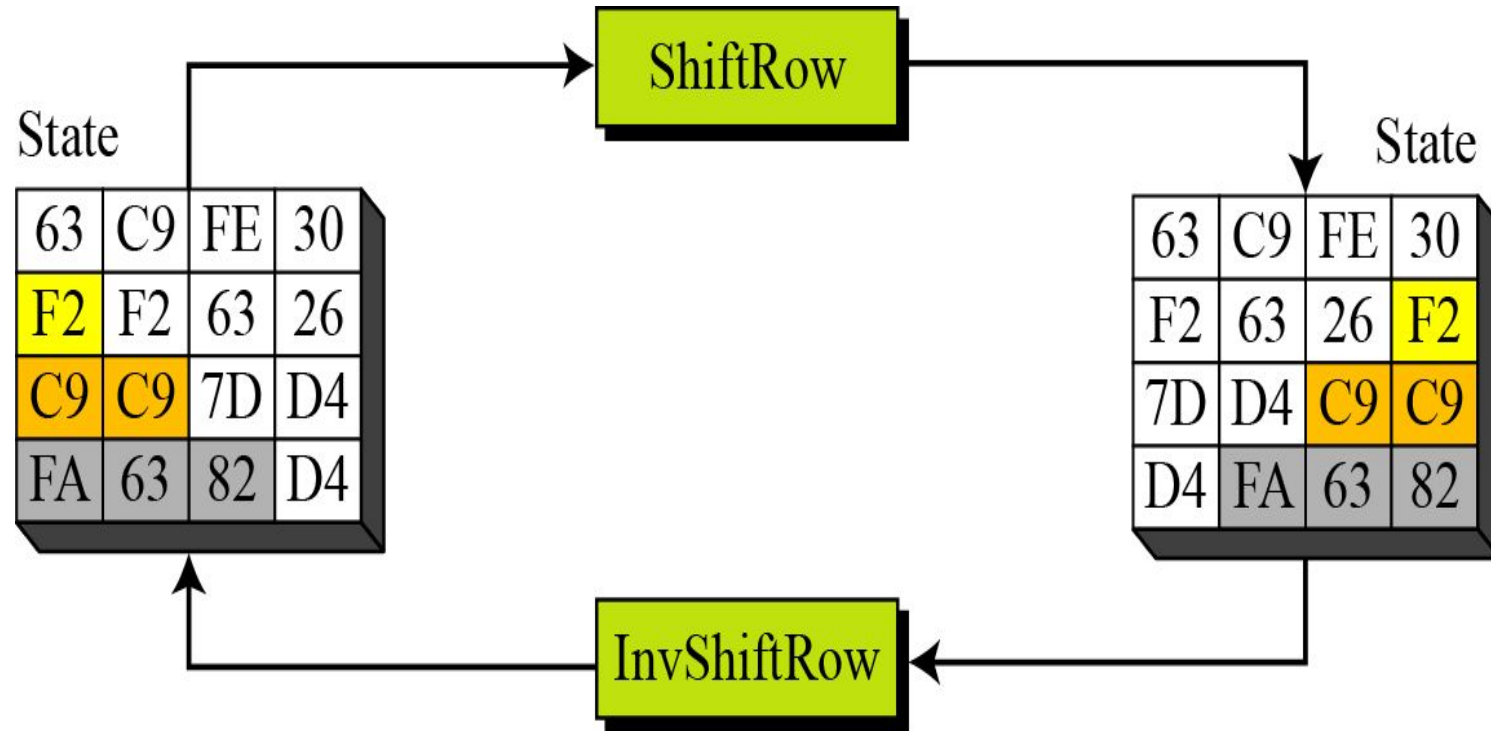 ShiftRow
State
State
63 C9 FE 30
F2 F2 63 26
C9 C9 7D D4
FA 63 82 D4
63 C9 FE 30
F2 63 26 F2
7D D4 C9 C9
D4 FA 63 82
InvShiftRow